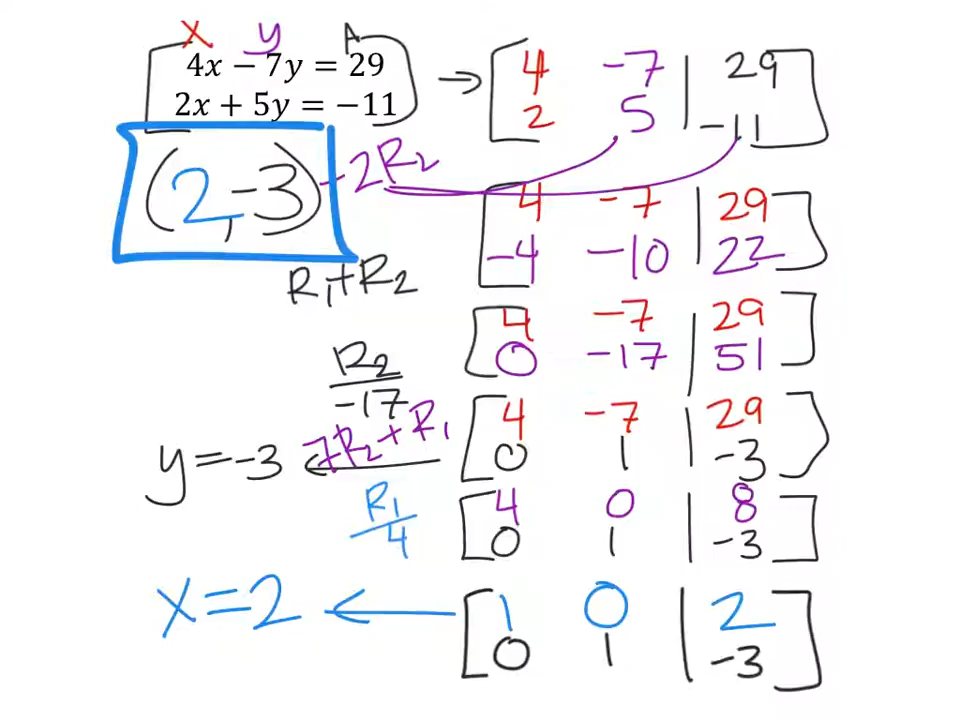 x y A
4x − 7y = 29 → [ 4 -7 | 29
2x + 5y = −11 2 5 | -11 ]
(2, -3) -2R2
[ 4 -7 | 29
-4 -10 | 22 ]
R1+R2
[ 4 -7 | 29
0 -17 | 51 ]
R2/-17
[ 4 -7 | 29
y=-3 ← 7R2+R1 0 1 | -3 ]
R1/4 [ 4 0 | 8
0 1 | -3 ]
x=2 ← [ 1 0 | 2
0 1 | -3 ]